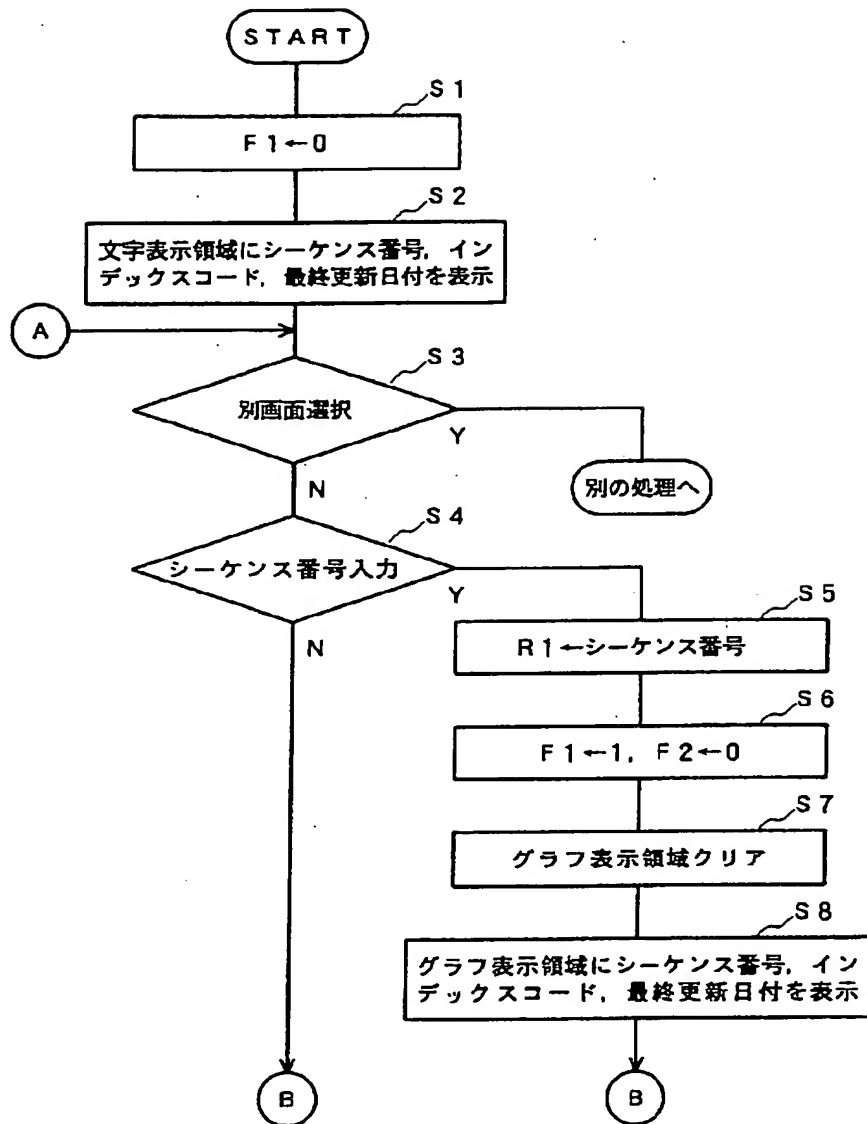 START
S1
F1←0
S2
文字表示領域にシーケンス番号，イン
デックスコード，最終更新日付を表示
A
S3
別画面選択
Y
N
別の処理へ
S4
シーケンス番号入力
Y
N
S5
R1←シーケンス番号
S6
F1←1，F2←0
S7
グラフ表示領域クリア
S8
グラフ表示領域にシーケンス番号，イン
デックスコード，最終更新日付を表示
B
B